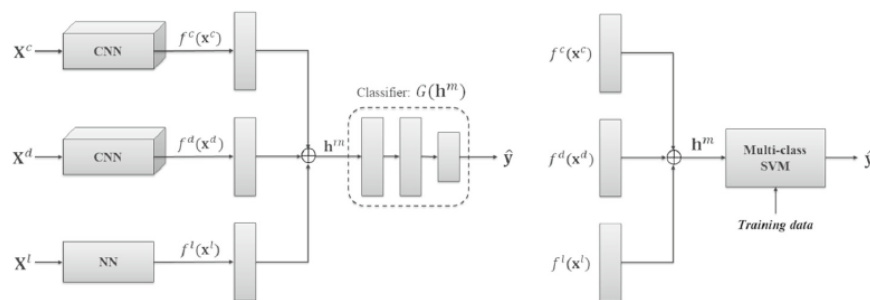 X^c
CNN
f^c(x^c)
X^d
CNN
f^d(x^d)
X^l
NN
f^l(x^l)
h^m
Classifier: G(h^m)
ŷ
f^c(x^c)
f^d(x^d)
f^l(x^l)
h^m
Multi-class
SVM
Training data
ŷ